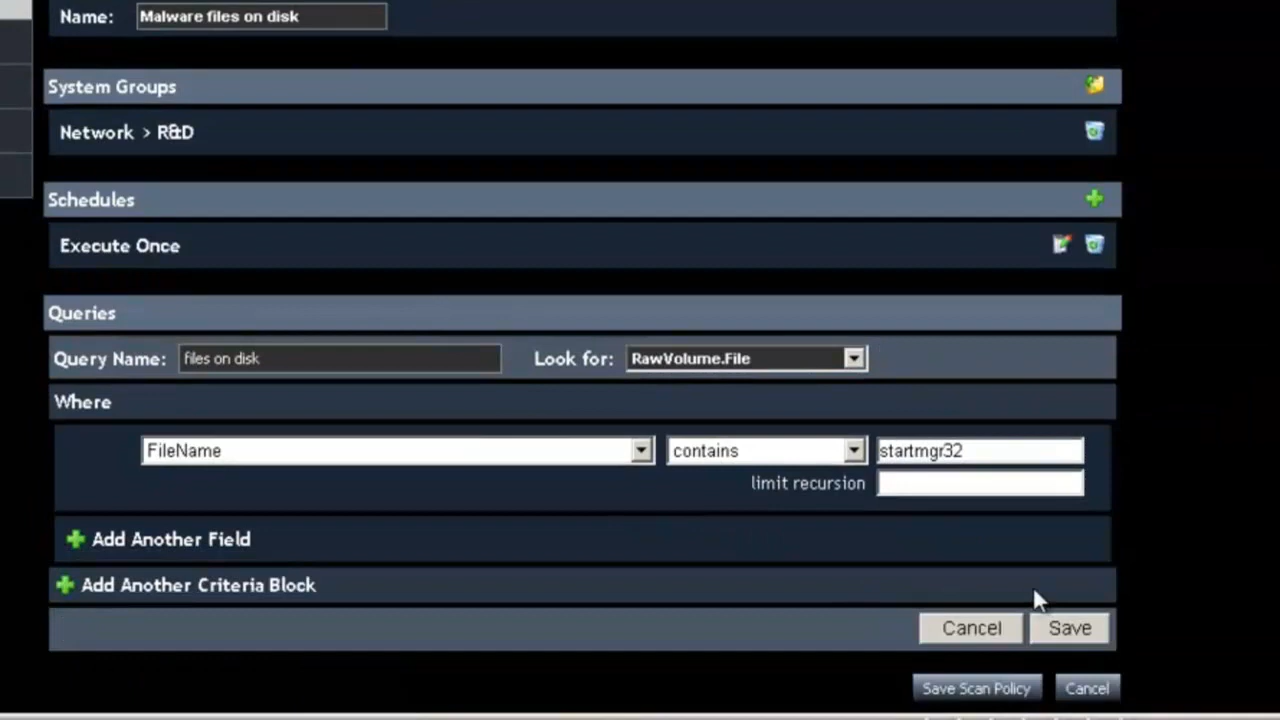 Name: Malware files on disk
System Groups
Network > R&D
Schedules
Execute Once
Queries
Query Name: files on disk Look for: RawVolume.File
Where
FileName contains startmgr32
limit recursion
Add Another Field
Add Another Criteria Block
Cancel Save
Save Scan Policy Cancel